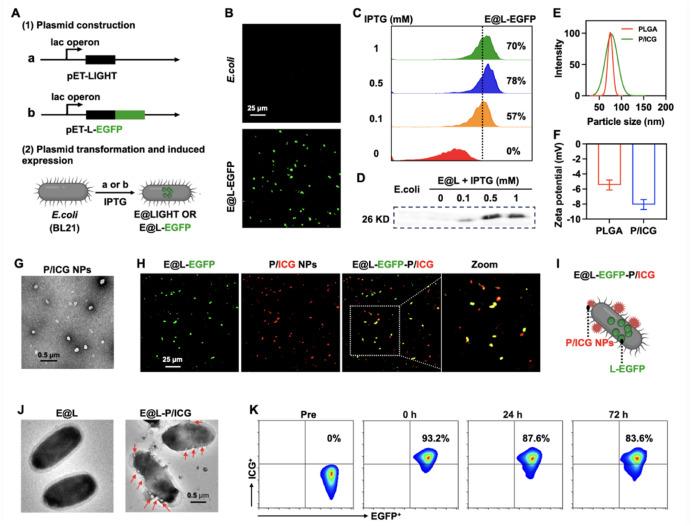 A
(1) Plasmid construction
lac operon
a
pET-LIGHT
lac operon
b
pET-L-EGFP
(2) Plasmid transformation and induced
expression
a or b
IPTG
E.coli
(BL21)
E@LIGHT OR
E@L-EGFP
B
E.coli
25 μm
E@L-EGFP
C
IPTG (mM)
E@L-EGFP
1
70%
0.5
78%
0.1
57%
0
0%
D
E@L + IPTG (mM)
E.coli
0 0.1 0.5 1
26 KD
E
PLGA
P/ICG
Intensity
100
80
60
40
20
0
50 100 150 200
Particle size (nm)
F
Zeta potential (mV)
0
-2
-4
-6
-8
-10
PLGA P/ICG
G
P/ICG NPs
0.5 μm
H
E@L-EGFP
P/ICG NPs
E@L-EGFP-P/ICG
Zoom
25 μm
I
E@L-EGFP-P/ICG
P/ICG NPs
L-EGFP
J
E@L
E@L-P/ICG
0.5 μm
K
Pre
0 h
24 h
72 h
0%
93.2%
87.6%
83.6%
ICG+
EGFP+